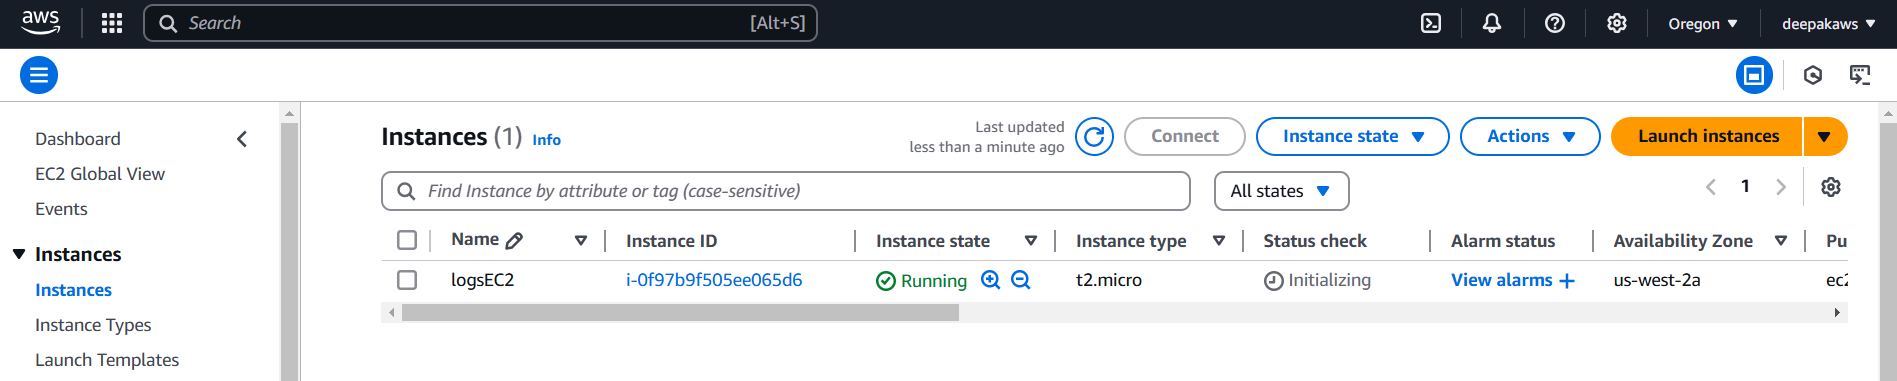 aws
Search [Alt+S]
Oregon
deepakaws
Dashboard
EC2 Global View
Events
Instances
Instances
Instance Types
Launch Templates
Instances (1) Info
Last updated
less than a minute ago
Connect
Instance state
Actions
Launch instances
Find Instance by attribute or tag (case-sensitive)
All states
1
Name Instance ID Instance state Instance type Status check Alarm status Availability Zone Pu
logsEC2 i-0f97b9f505ee065d6 Running t2.micro Initializing View alarms + us-west-2a ec2